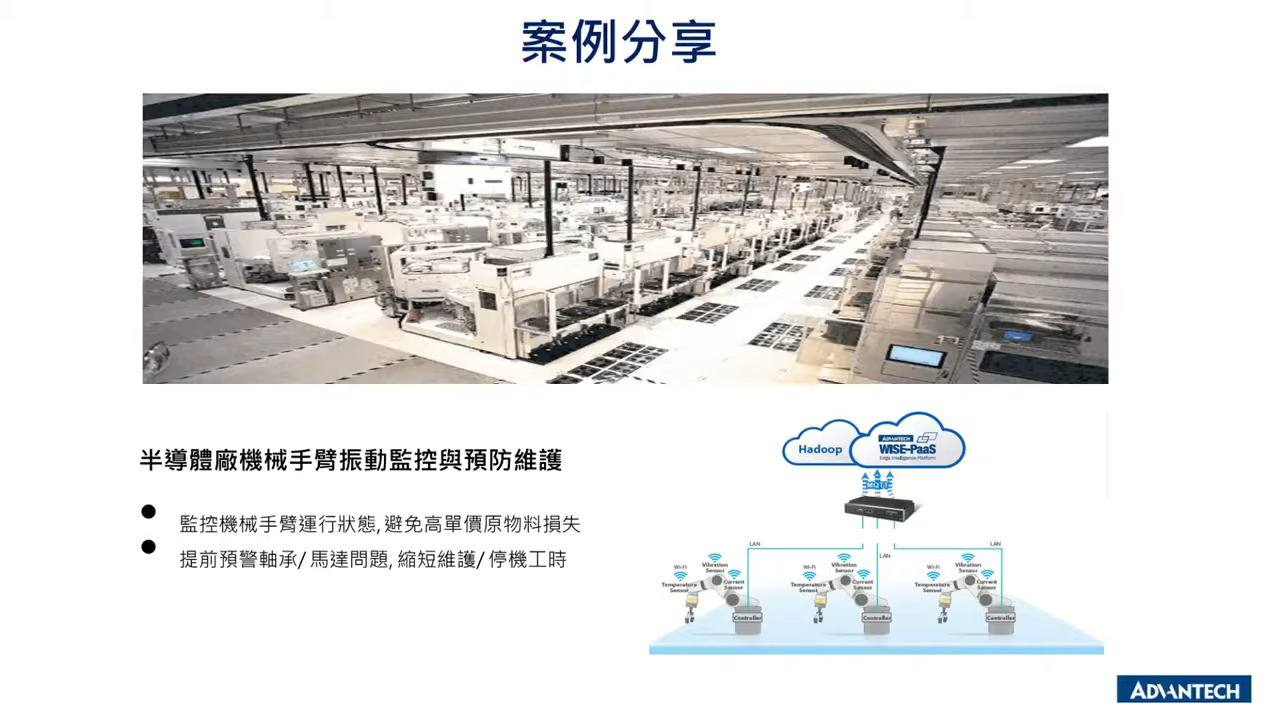 案例分享
半導體廠機械手臂振動監控與預防維護
監控機械手臂運行狀態, 避免高單價原物料損失
提前預警軸承/ 馬達問題, 縮短維護/ 停機工時
Hadoop
ADVANTECH
WISE-PaaS
Edge Intelligence Platform
MQTT
LAN
LAN
LAN
Wi-Fi
Vibration
Sensor
Temperature
Sensor
Current
Sensor
Controller
Wi-Fi
Vibration
Sensor
Temperature
Sensor
Current
Sensor
Controller
Wi-Fi
Vibration
Sensor
Temperature
Sensor
Current
Sensor
Controller
ADVANTECH